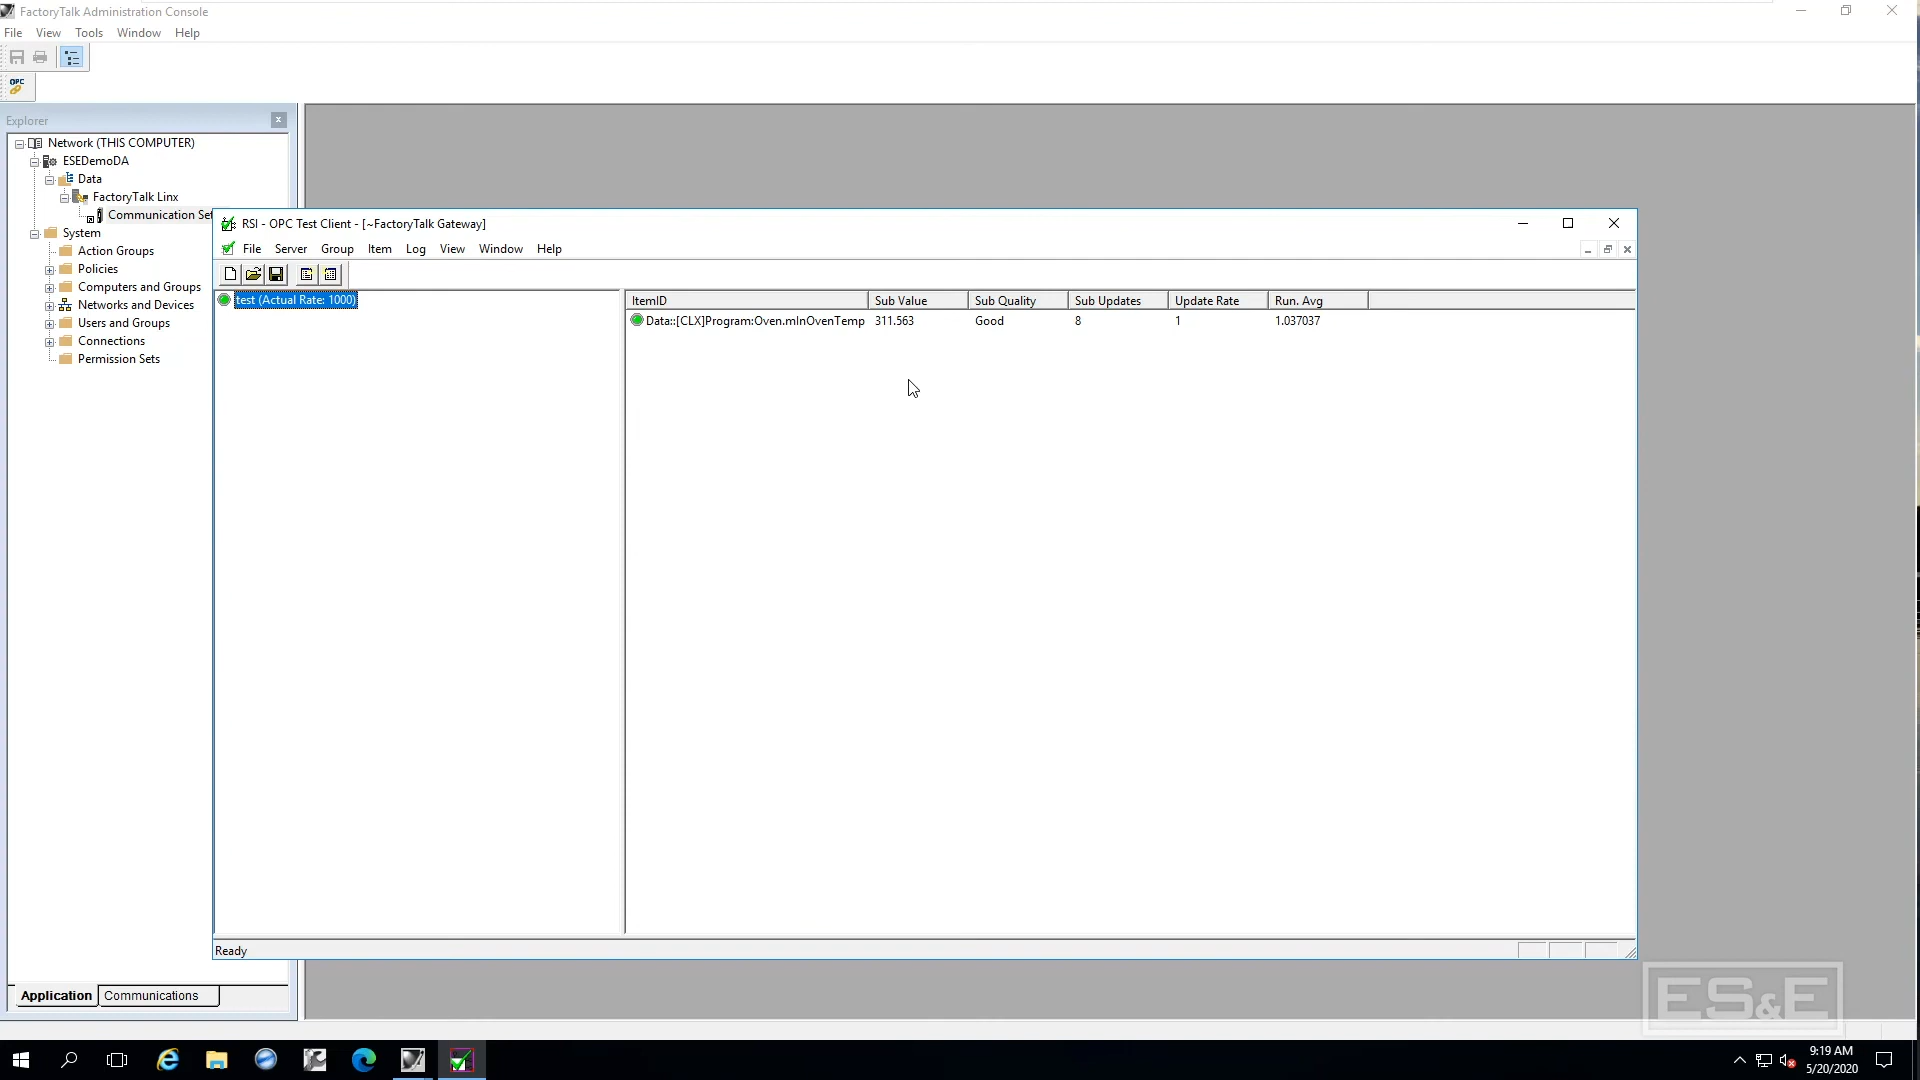 FactoryTalk Administration Console
File View Tools Window Help
OPC
Explorer
Network (THIS COMPUTER)
ESEDemoDA
Data
FactoryTalk Linx
Communication Set
System
Action Groups
Policies
Computers and Groups
Networks and Devices
Users and Groups
Connections
Permission Sets
RSI - OPC Test Client - [~FactoryTalk Gateway]
File Server Group Item Log View Window Help
test (Actual Rate: 1000)
ItemID Sub Value Sub Quality Sub Updates Update Rate Run. Avg
Data::[CLX]Program:Oven.mInOvenTemp 311.563 Good 8 1 1.037037
Ready
Application Communications
ES&E
9:19 AM
5/20/2020